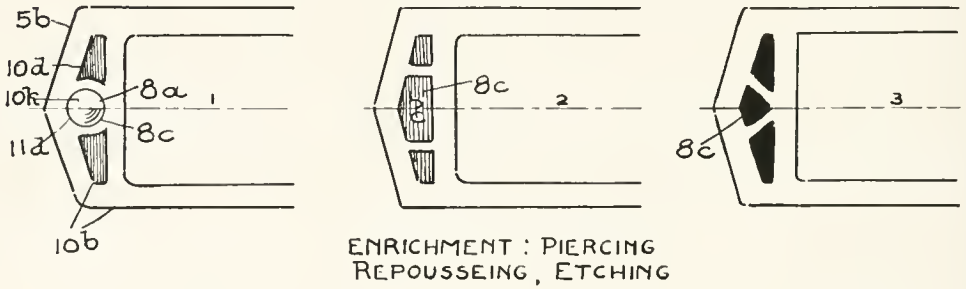 5b
10d
10k
8a
1
11d
8c
10b
8c
2
8c
3
ENRICHMENT : PIERCING
REPOUSSEING, ETCHING